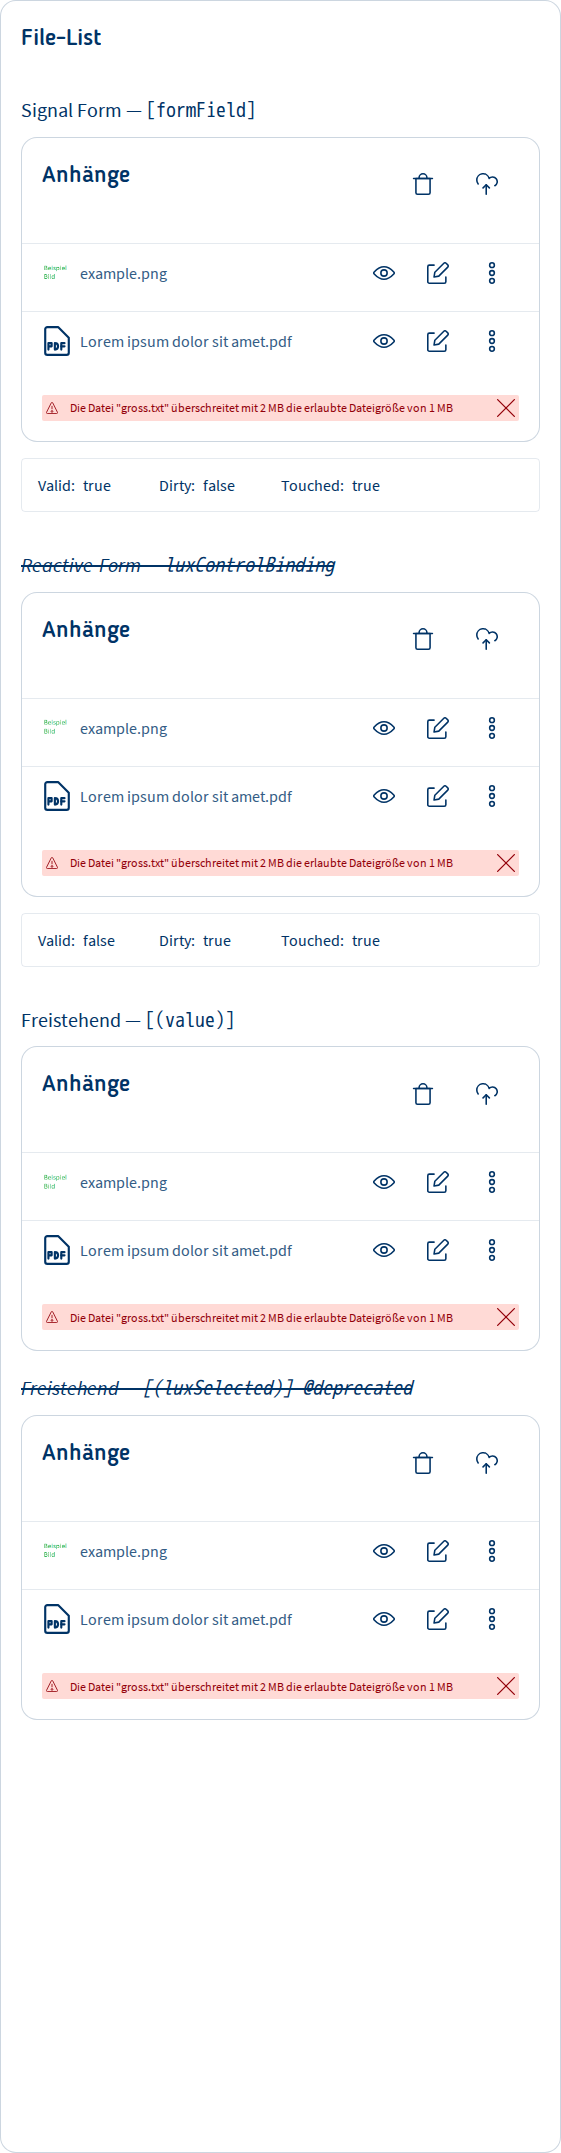 File-List
Signal Form — [formField]
Anhänge
Beispiel
Bild
example.png
PDF
Lorem ipsum dolor sit amet.pdf
Die Datei "gross.txt" überschreitet mit 2 MB die erlaubte Dateigröße von 1 MB
Valid: true Dirty: false Touched: true
Reactive Form — luxControlBinding
Anhänge
Beispiel
Bild
example.png
PDF
Lorem ipsum dolor sit amet.pdf
Die Datei "gross.txt" überschreitet mit 2 MB die erlaubte Dateigröße von 1 MB
Valid: false Dirty: true Touched: true
Freistehend — [(value)]
Anhänge
Beispiel
Bild
example.png
PDF
Lorem ipsum dolor sit amet.pdf
Die Datei "gross.txt" überschreitet mit 2 MB die erlaubte Dateigröße von 1 MB
Freistehend — [(luxSelected)] @deprecated
Anhänge
Beispiel
Bild
example.png
PDF
Lorem ipsum dolor sit amet.pdf
Die Datei "gross.txt" überschreitet mit 2 MB die erlaubte Dateigröße von 1 MB